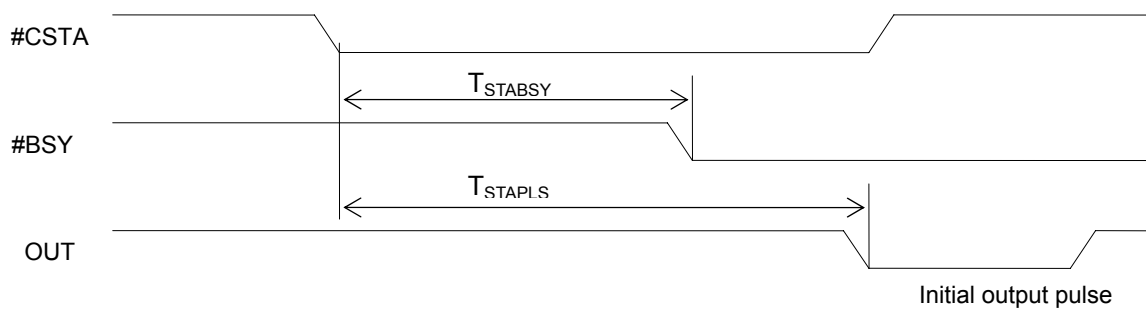 #CSTA
TSTABSY
#BSY
TSTAPLS
OUT
Initial output pulse